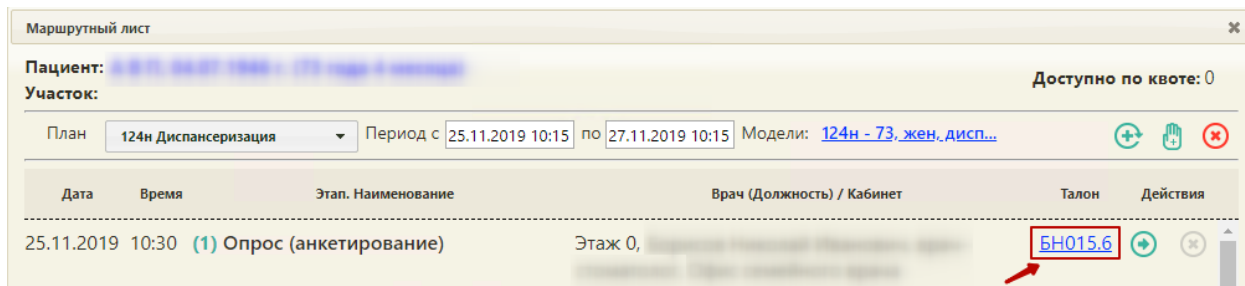 Маршрутный лист
Пациент:
Участок:
Доступно по квоте: 0
План 124н Диспансеризация Период с 25.11.2019 10:15 по 27.11.2019 10:15 Модели: 124н - 73, жен, дисп...
Дата Время Этап. Наименование Врач (Должность) / Кабинет Талон Действия
25.11.2019 10:30 (1) Опрос (анкетирование) Этаж 0, БН015.6